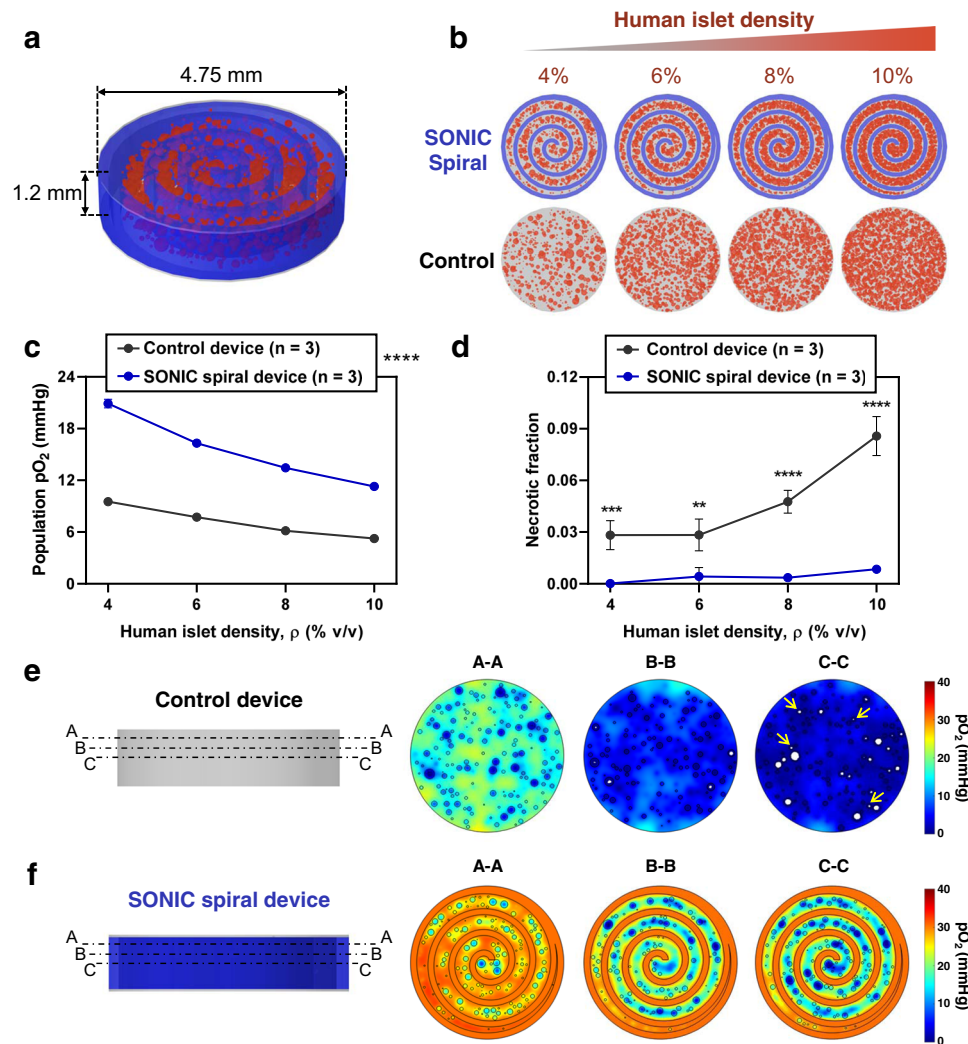 a
4.75 mm
1.2 mm
b
Human islet density
4% 6% 8% 10%
SONIC
Spiral
Control
c
Control device (n = 3)
SONIC spiral device (n = 3)
****
24
18
12
6
0
Population pO₂ (mmHg)
4 6 8 10
Human islet density, ρ (% v/v)
d
Control device (n = 3)
SONIC spiral device (n = 3)
0.12
0.09
0.06
0.03
0.00
Necrotic fraction
*** ** **** ****
4 6 8 10
Human islet density, ρ (% v/v)
e
Control device
A A
B B
C C
A-A B-B C-C
40
30
20
10
0
pO₂ (mmHg)
f
SONIC spiral device
A A
B B
C C
A-A B-B C-C
40
30
20
10
0
pO₂ (mmHg)